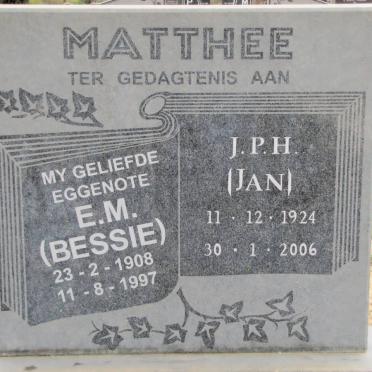 MATTHEE
TER GEDAGTENIS AAN
MY GELIEFDE
EGGENOTE
E.M.
(BESSIE)
23 - 2 - 1908
11 - 8 - 1997
J.P.H.
(JAN)
11 · 12 · 1924
30 · 1 · 2006